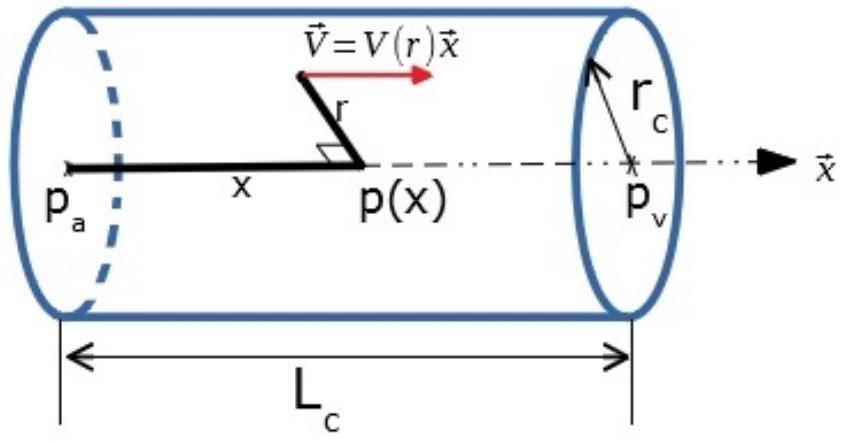 V⃗=V(r)x⃗
r
r_c
x⃗
p_a
x
p(x)
p_v
L_c